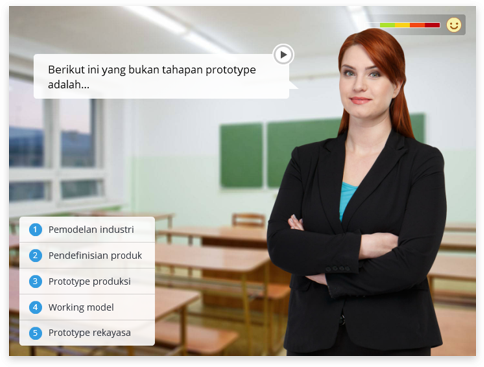 Berikut ini yang bukan tahapan prototype
adalah...
1 Pemodelan industri
2 Pendefinisian produk
3 Prototype produksi
4 Working model
5 Prototype rekayasa